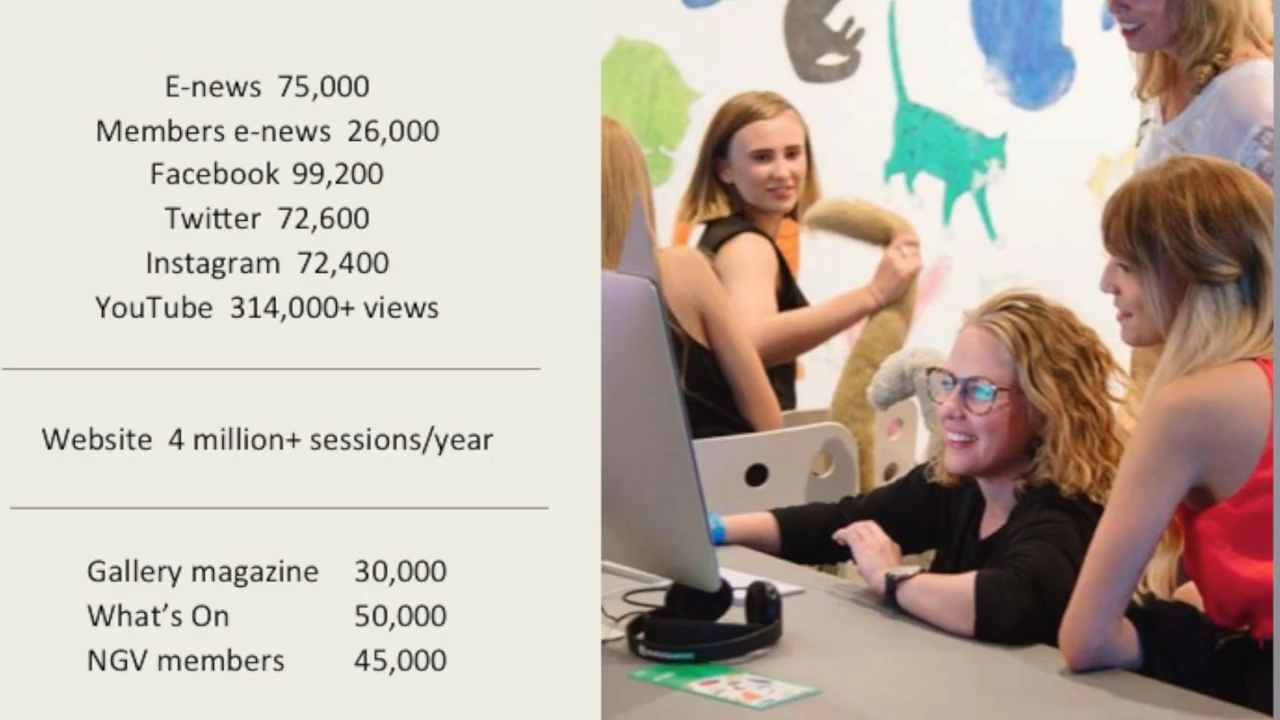 E-news 75,000
Members e-news 26,000
Facebook 99,200
Twitter 72,600
Instagram 72,400
YouTube 314,000+ views
Website 4 million+ sessions/year
Gallery magazine 30,000
What's On 50,000
NGV members 45,000